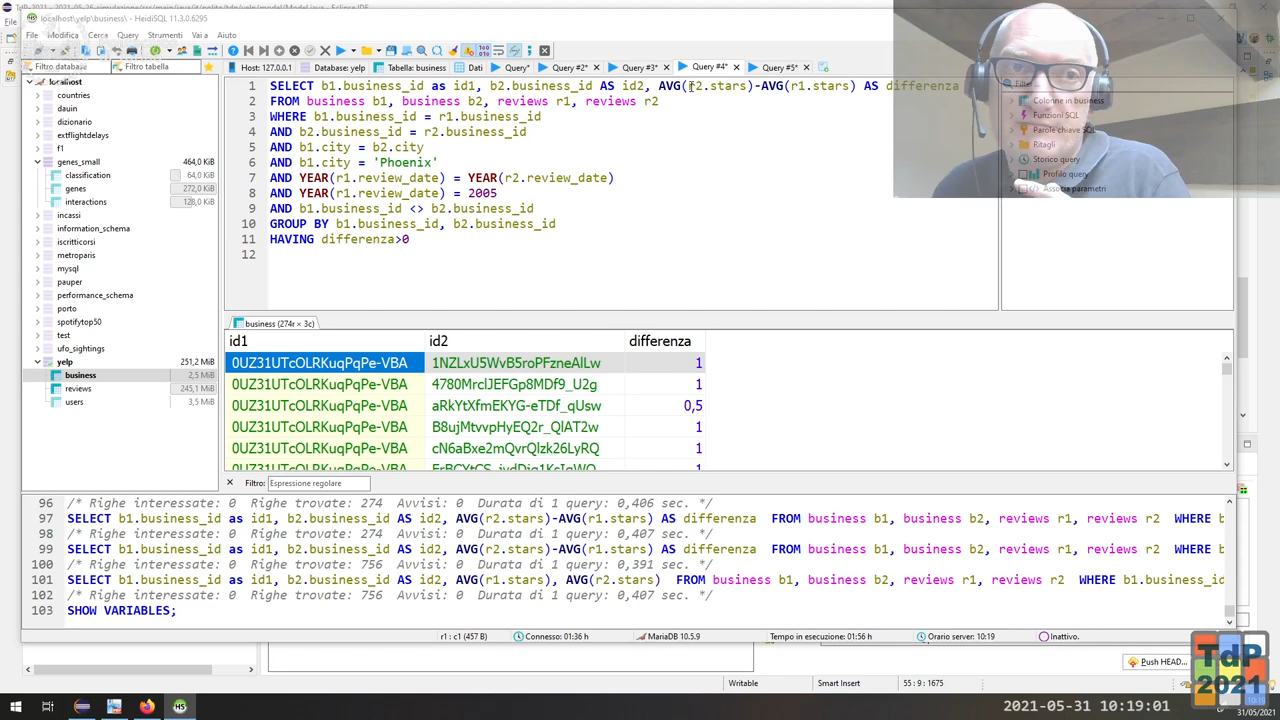 localhost\yelp\business\ - HeidiSQL 11.3.0.6295
File Modifica Cerca Query Strumenti Vai a Aiuto
Filtro database Filtro tabella
Host: 127.0.0.1 Database: yelp Tabella: business Dati Query* Query #2* Query #3* Query #4* Query #5*
localhost
countries
dauin
dizionario
extflightdelays
f1
genes_small 464,0 KiB
classification 64,0 KiB
genes 272,0 KiB
interactions 128,0 KiB
incassi
information_schema
iscritticorsi
metroparis
mysql
pauper
performance_schema
porto
spotifytop50
test
ufo_sightings
yelp 251,2 MiB
business 2,5 MiB
reviews 245,1 MiB
users 3,5 MiB
1 SELECT b1.business_id as id1, b2.business_id AS id2, AVG(r2.stars)-AVG(r1.stars) AS differenza
2 FROM business b1, business b2, reviews r1, reviews r2
3 WHERE b1.business_id = r1.business_id
4 AND b2.business_id = r2.business_id
5 AND b1.city = b2.city
6 AND b1.city = 'Phoenix'
7 AND YEAR(r1.review_date) = YEAR(r2.review_date)
8 AND YEAR(r1.review_date) = 2005
9 AND b1.business_id <> b2.business_id
10 GROUP BY b1.business_id, b2.business_id
11 HAVING differenza>0
12
Filtro
Colonne in business
Funzioni SQL
Parole chiave SQL
Ritagli
Storico query
Profilo query
Associa parametri
business (274r × 3c)
id1 id2 differenza
0UZ31UTcOLRKuqPqPe-VBA 1NZLxU5WvB5roPFzneAlLw 1
0UZ31UTcOLRKuqPqPe-VBA 4780MrclJEFGp8MDf9_U2g 1
0UZ31UTcOLRKuqPqPe-VBA aRkYtXfmEKYG-eTDf_qUsw 0,5
0UZ31UTcOLRKuqPqPe-VBA B8ujMtvvpHyEQ2r_QlAT2w 1
0UZ31UTcOLRKuqPqPe-VBA cN6aBxe2mQvrQlzk26LyRQ 1
Filtro: Espressione regolare
96 /* Righe interessate: 0 Righe trovate: 274 Avvisi: 0 Durata di 1 query: 0,406 sec. */
97 SELECT b1.business_id as id1, b2.business_id AS id2, AVG(r2.stars)-AVG(r1.stars) AS differenza FROM business b1, business b2, reviews r1, reviews r2 WHERE b
98 /* Righe interessate: 0 Righe trovate: 274 Avvisi: 0 Durata di 1 query: 0,407 sec. */
99 SELECT b1.business_id as id1, b2.business_id AS id2, AVG(r2.stars)-AVG(r1.stars) AS differenza FROM business b1, business b2, reviews r1, reviews r2 WHERE b
100 /* Righe interessate: 0 Righe trovate: 756 Avvisi: 0 Durata di 1 query: 0,391 sec. */
101 SELECT b1.business_id as id1, b2.business_id AS id2, AVG(r1.stars), AVG(r2.stars) FROM business b1, business b2, reviews r1, reviews r2 WHERE b1.business_id
102 /* Righe interessate: 0 Righe trovate: 756 Avvisi: 0 Durata di 1 query: 0,407 sec. */
103 SHOW VARIABLES;
r1 : c1 (457 B) Connesso: 01:36 h MariaDB 10.5.9 Tempo in esecuzione: 01:56 h Orario server: 10:19 Inattivo.
Push HEAD...
Writable Smart Insert 55 : 9 : 1675
TdP
2021
2021-05-31 10:19:01
31/05/2021